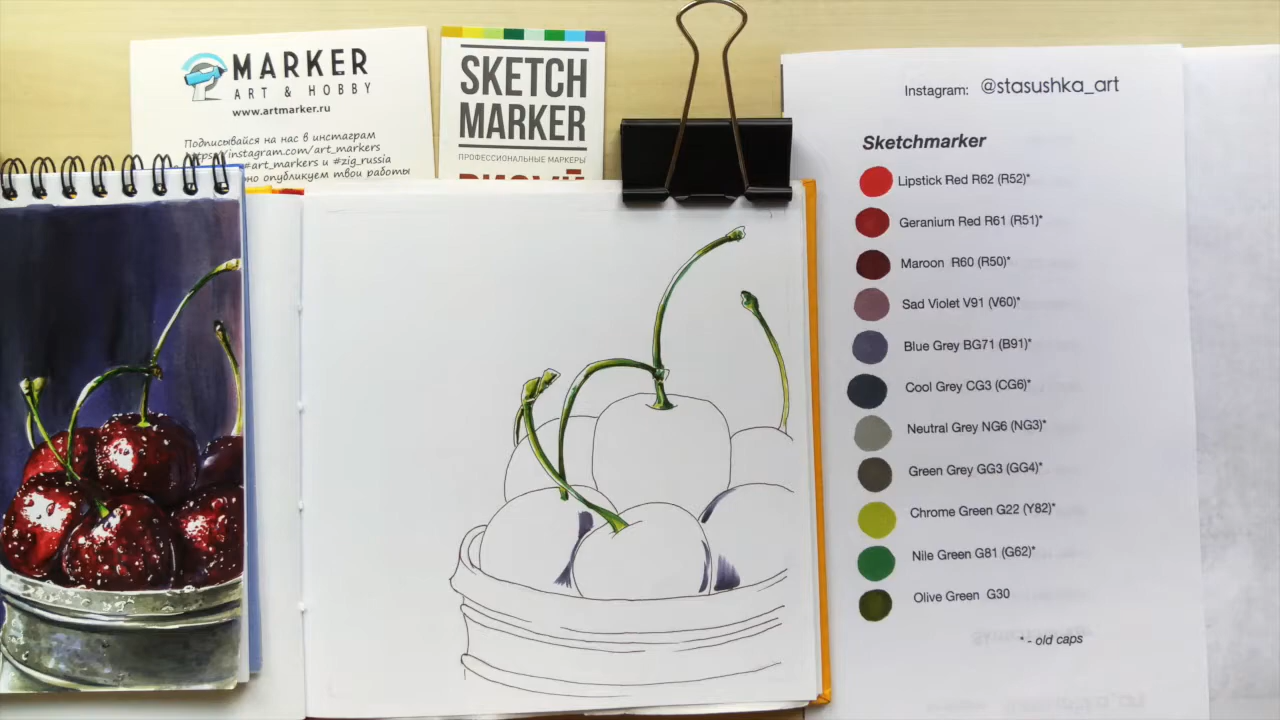 MARKER
ART & HOBBY
www.artmarker.ru
Подписывайся на нас в инстаграм
https://instagram.com/art_markers
#art_markers и #zig_russia
опубликуем твои работы
SKETCH
MARKER
ПРОФЕССИОНАЛЬНЫЕ МАРКЕРЫ
РИСУЙ
Instagram: @stasushka_art
Sketchmarker
Lipstick Red R62 (R52)*
Geranium Red R61 (R51)*
Maroon R60 (R50)*
Sad Violet V91 (V60)*
Blue Grey BG71 (B91)*
Cool Grey CG3 (CG6)*
Neutral Grey NG6 (NG3)*
Green Grey GG3 (GG4)*
Chrome Green G22 (Y82)*
Nile Green G81 (G62)*
Olive Green G30
* - old caps